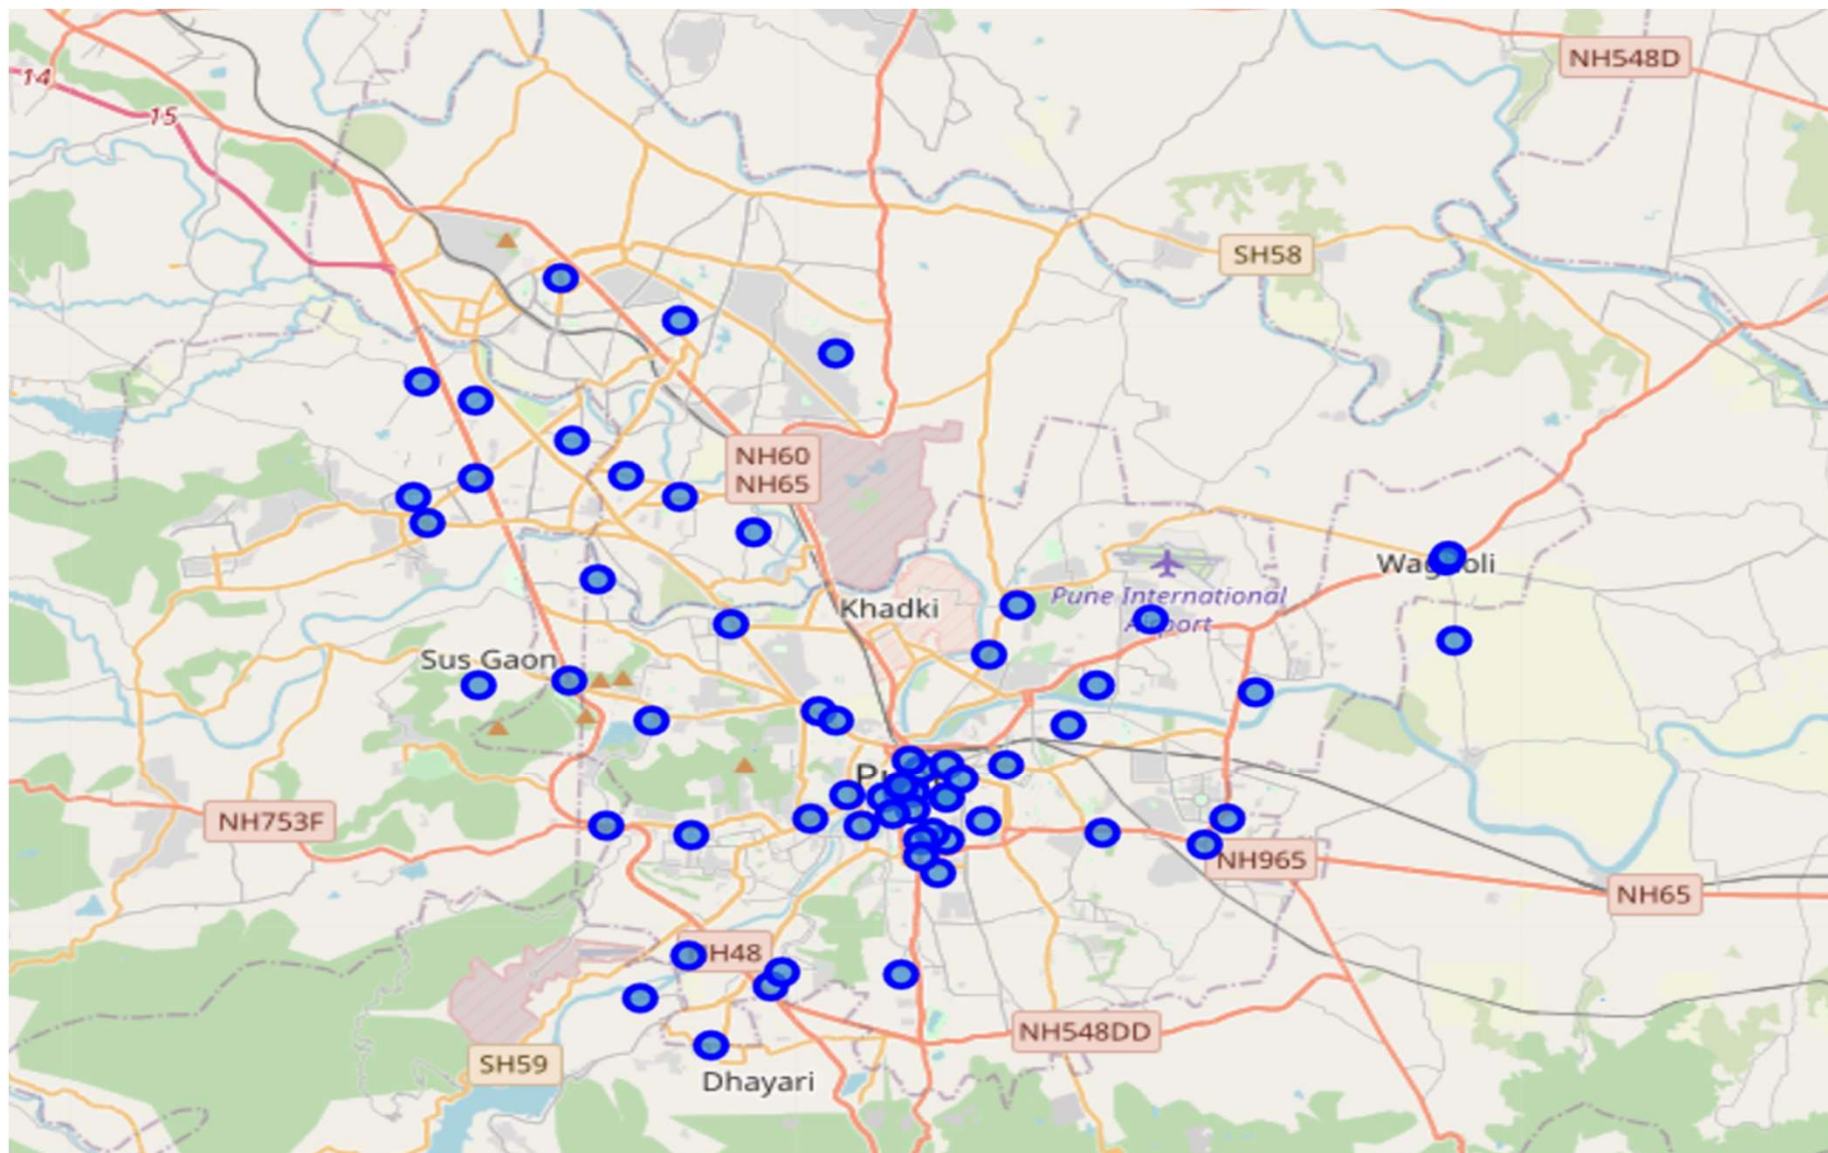 NH548D
14
15
SH58
NH60
NH65
Khadki
Pune International
Airport
Sus Gaon
NH753F
NH965
NH65
NH548DD
SH59
Dhayari